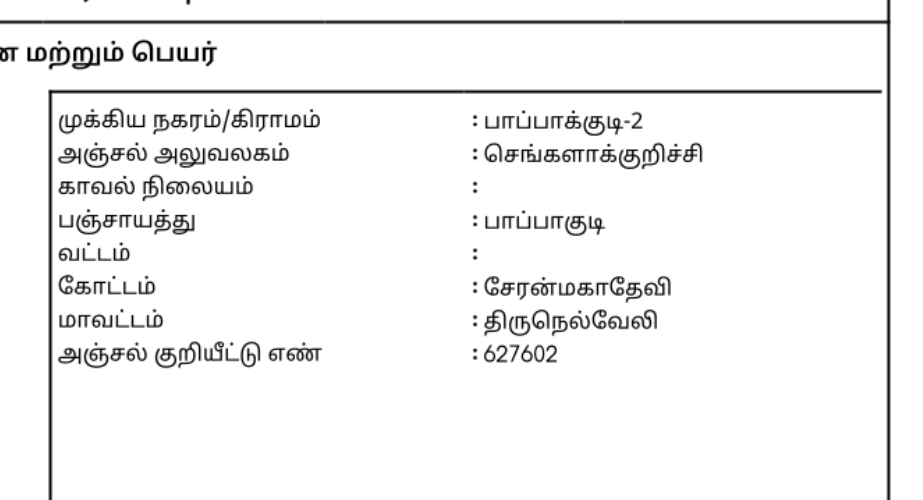 மற்றும் பெயர்
முக்கிய நகரம்/கிராமம் : பாப்பாக்குடி-2
அஞ்சல் அலுவலகம் : செங்களாக்குறிச்சி
காவல் நிலையம் :
பஞ்சாயத்து : பாப்பாகுடி
வட்டம் :
கோட்டம் : சேரன்மகாதேவி
மாவட்டம் : திருநெல்வேலி
அஞ்சல் குறியீட்டு எண் : 627602